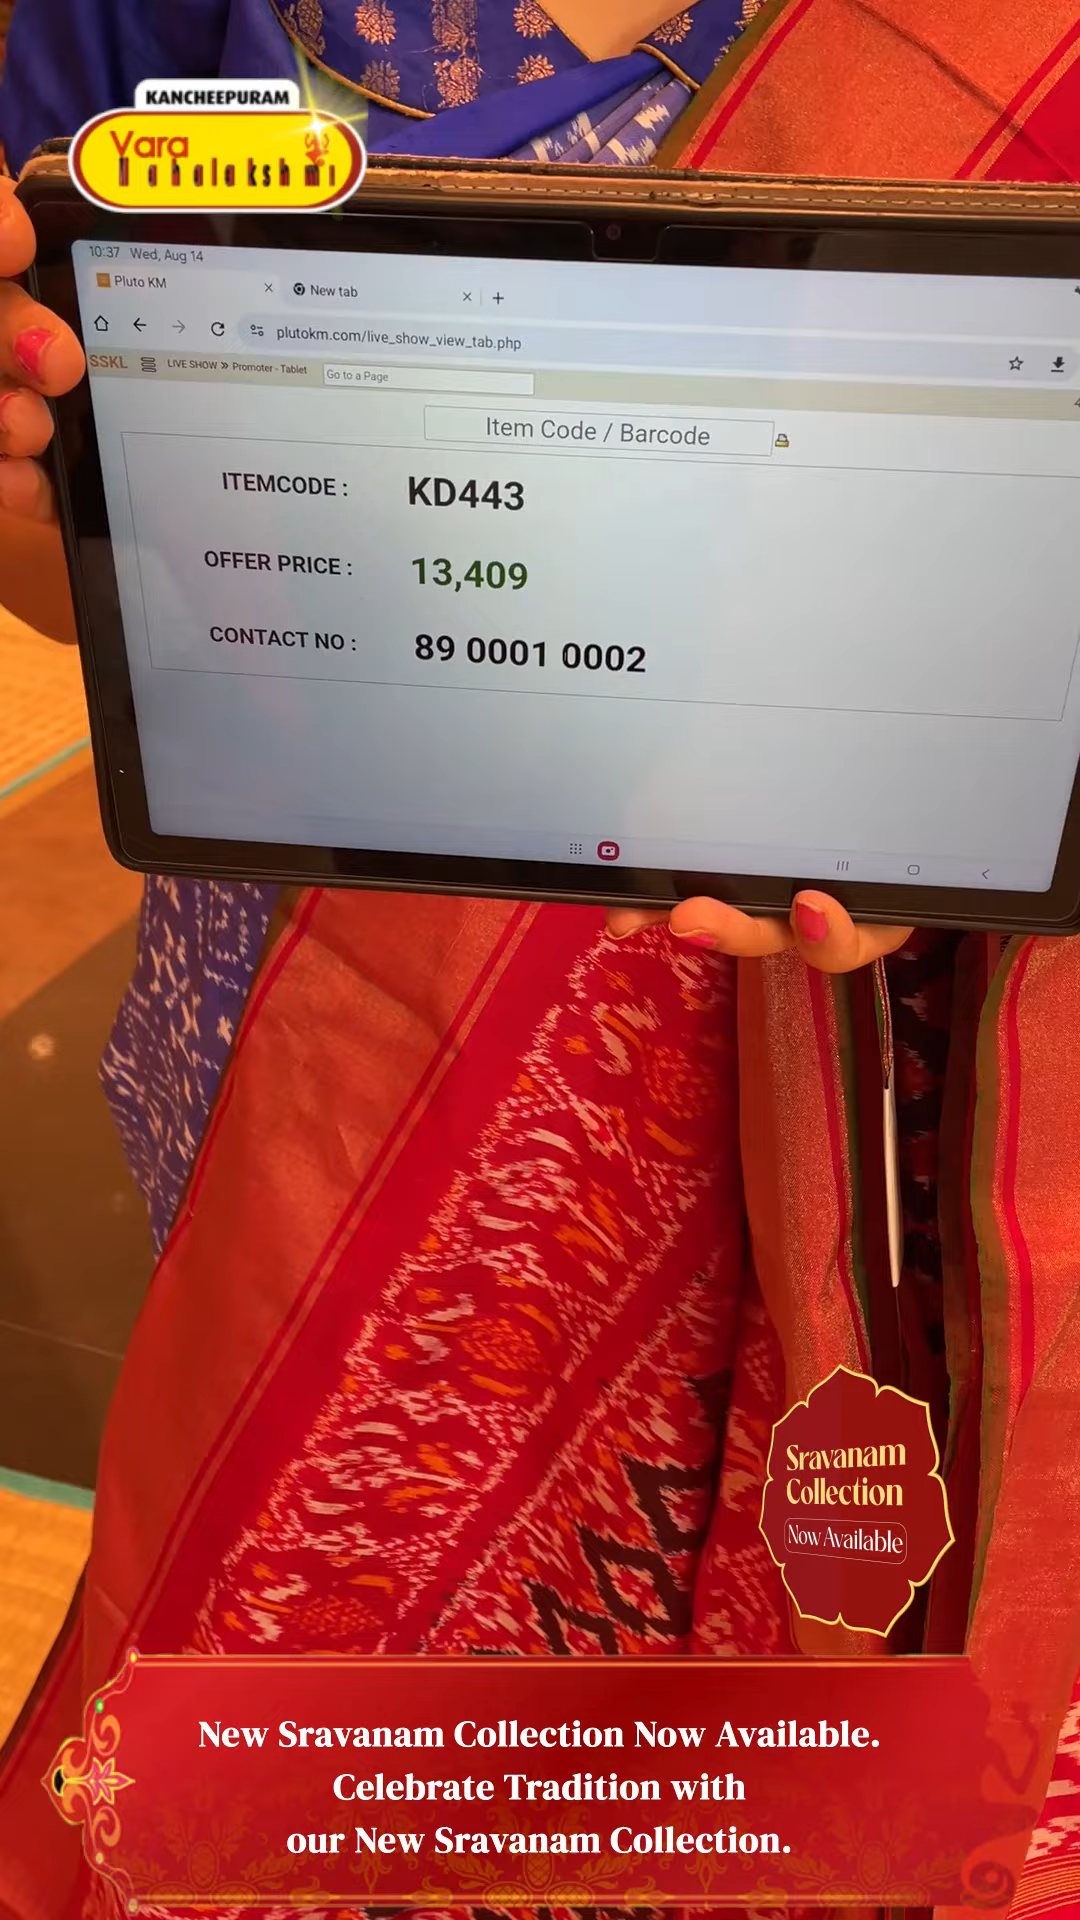 KANCHEEPURAM
Vara
Mahalakshmi
10:37 Wed, Aug 14
Pluto KM
New tab
plutokm.com/live_show_view_tab.php
SSKL
LIVE SHOW » Promoter - Tablet
Go to a Page
Item Code / Barcode
ITEMCODE : KD443
OFFER PRICE : 13,409
CONTACT NO : 89 0001 0002
Sravanam
Collection
Now Available
New Sravanam Collection Now Available.
Celebrate Tradition with
our New Sravanam Collection.